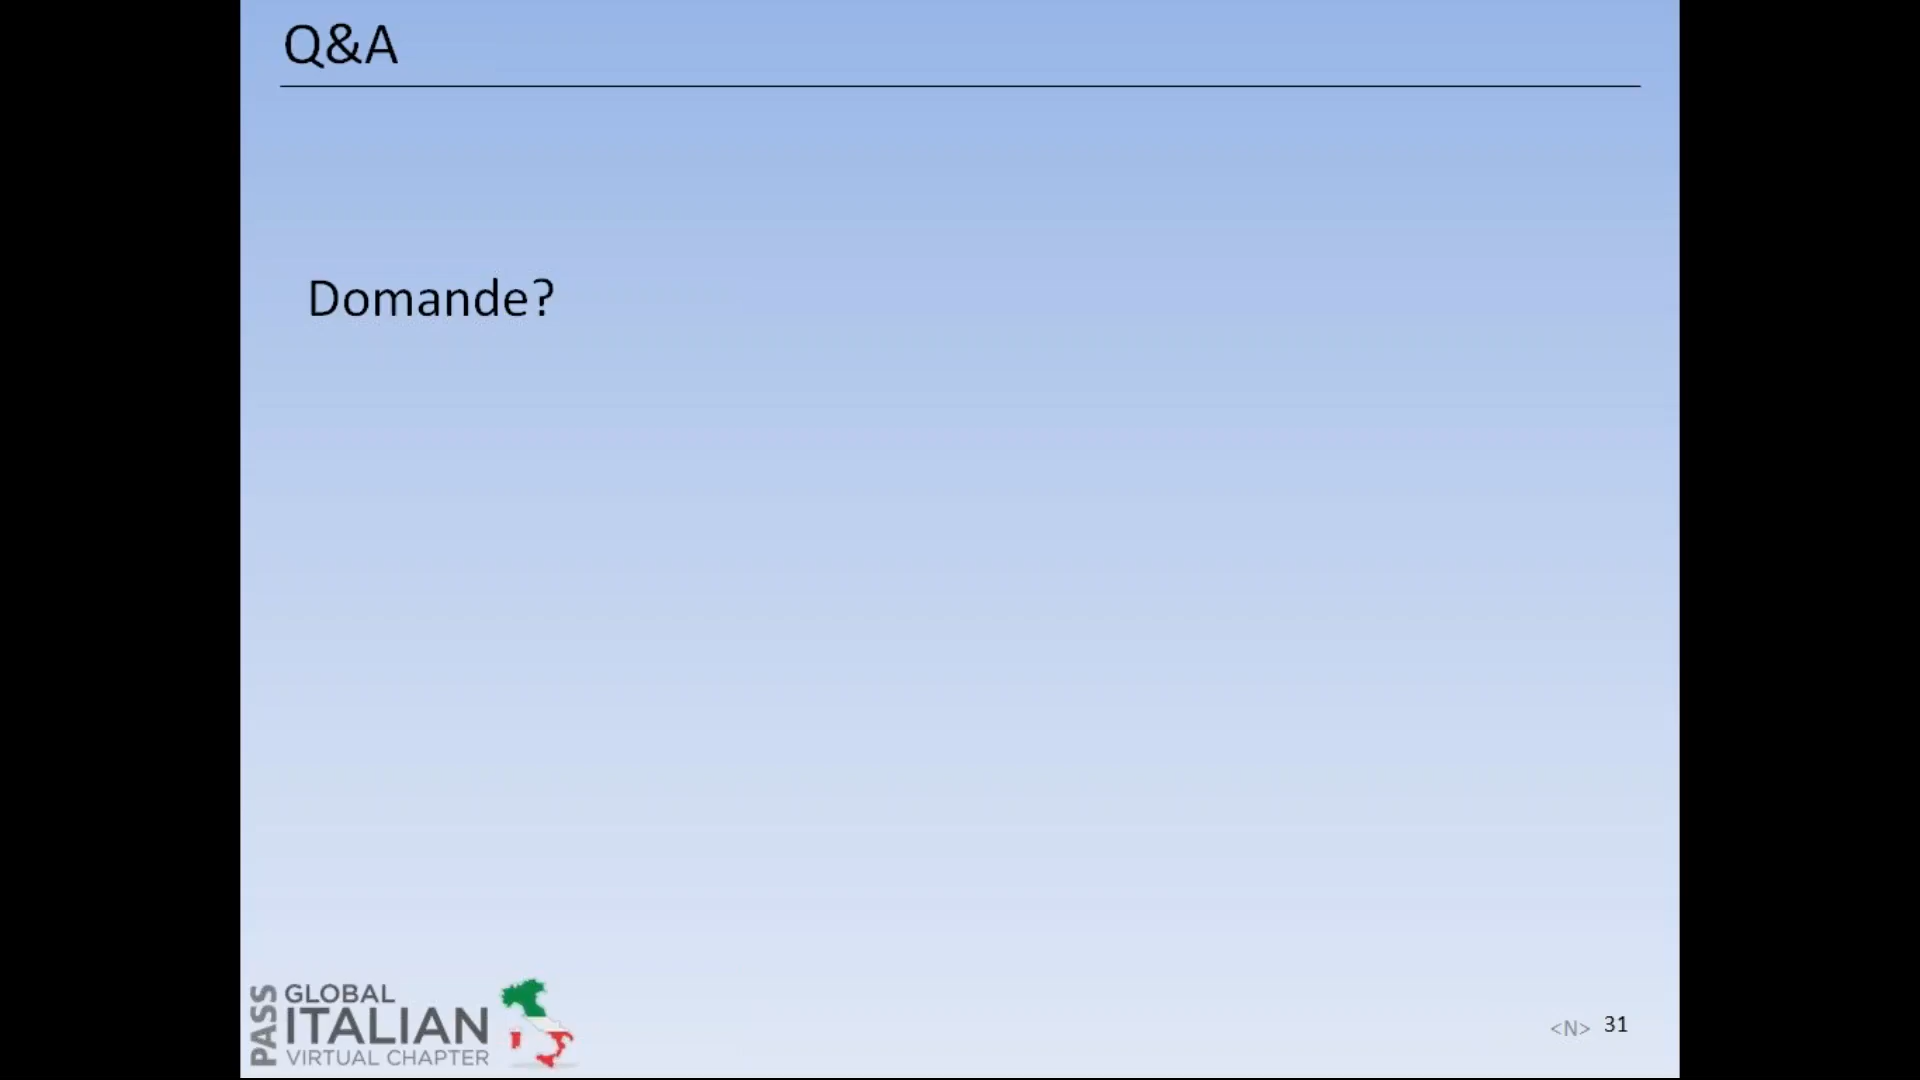 Q&A
Domande?
PASS
GLOBAL
ITALIAN
VIRTUAL CHAPTER
<N> 31